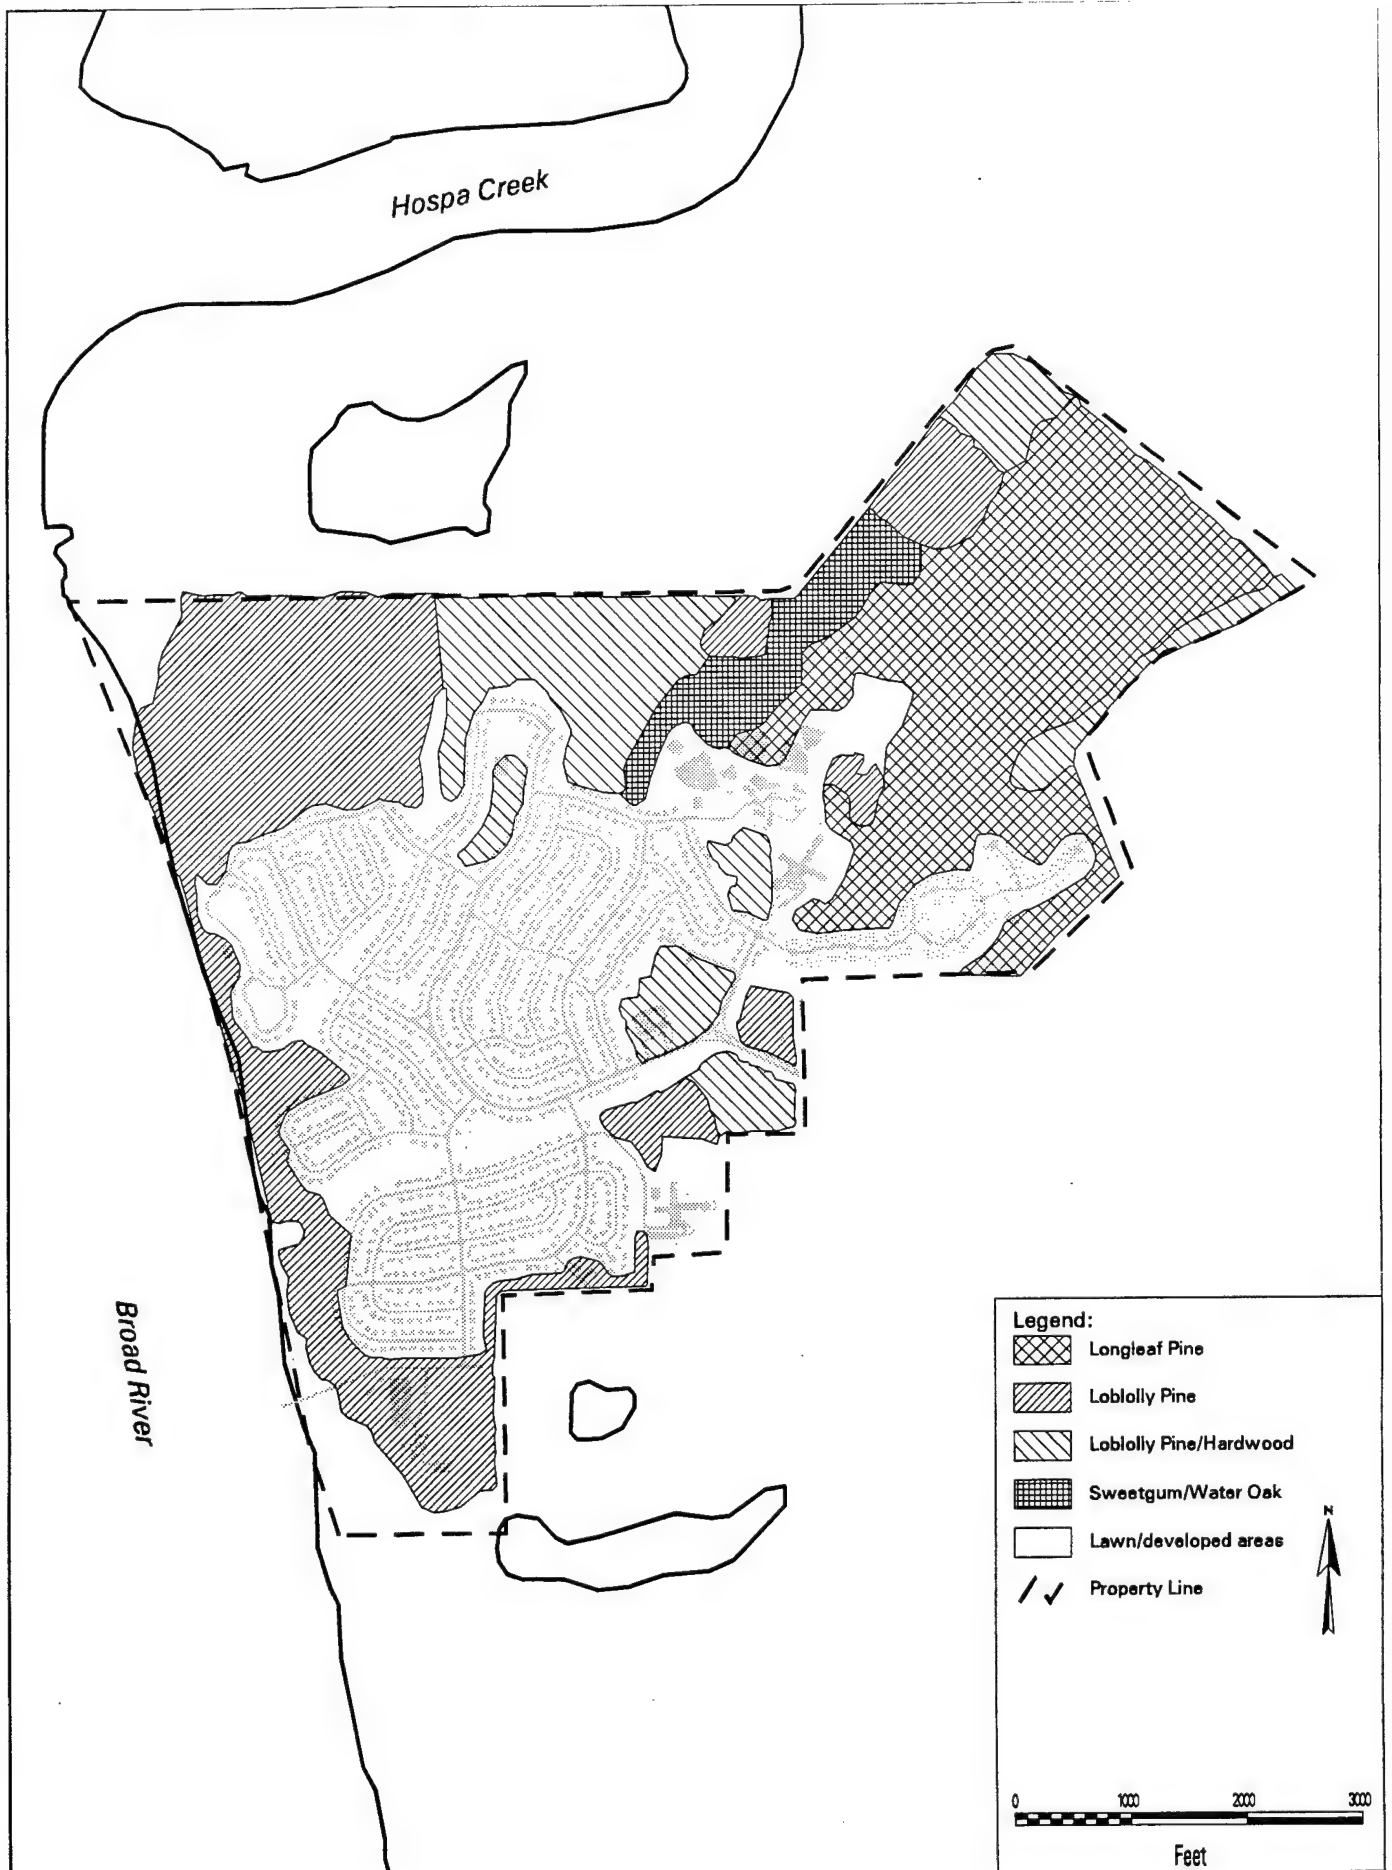 Hospa Creek
Broad River
Legend:
Longleaf Pine
Loblolly Pine
Loblolly Pine/Hardwood
Sweetgum/Water Oak
Lawn/developed areas
Property Line
N
0 1000 2000 3000
Feet